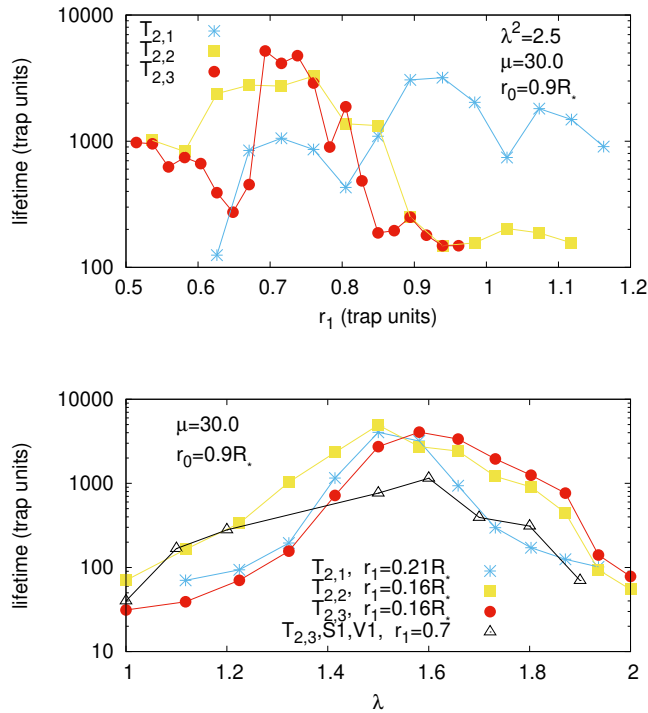 T₂,₁
T₂,₂
T₂,₃
λ²=2.5
μ=30.0
r₀=0.9R*
lifetime (trap units)
10000
1000
100
0.5 0.6 0.7 0.8 0.9 1 1.1 1.2
r₁ (trap units)
μ=30.0
r₀=0.9R*
lifetime (trap units)
10000
1000
100
10
T₂,₁, r₁=0.21R*
T₂,₂, r₁=0.16R*
T₂,₃, r₁=0.16R*
T₂,₃,S1,V1, r₁=0.7
1 1.2 1.4 1.6 1.8 2
λ